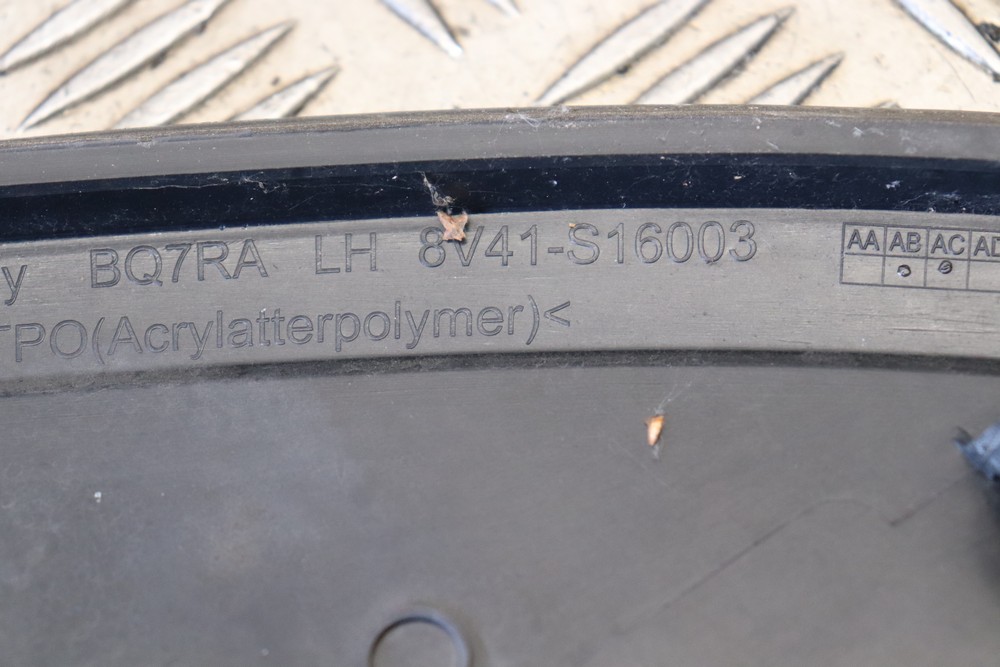 y BQ7RA LH 8V41-S16003
AA AB AC AD
TPO(Acrylatterpolymer)<